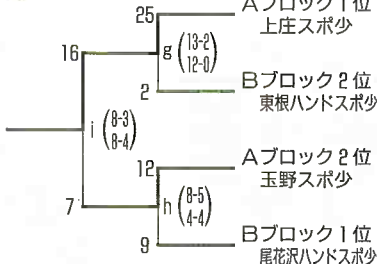 Aブロック1位
上庄スポ少
25
g (13-2
12-0)
16
2
Bブロック2位
東根ハンドスポ少
i (8-3
8-4)
Aブロック2位
玉野スポ少
12
h (8-5
4-4)
7
9
Bブロック1位
尾花沢ハンドスポ少